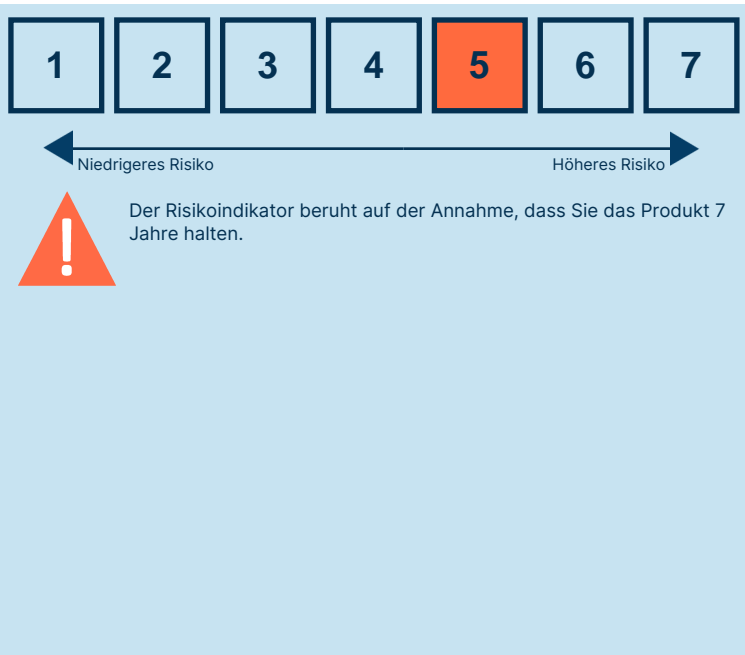 1 2 3 4 5 6 7
Niedrigeres Risiko Höheres Risiko
!
Der Risikoindikator beruht auf der Annahme, dass Sie das Produkt 7
Jahre halten.